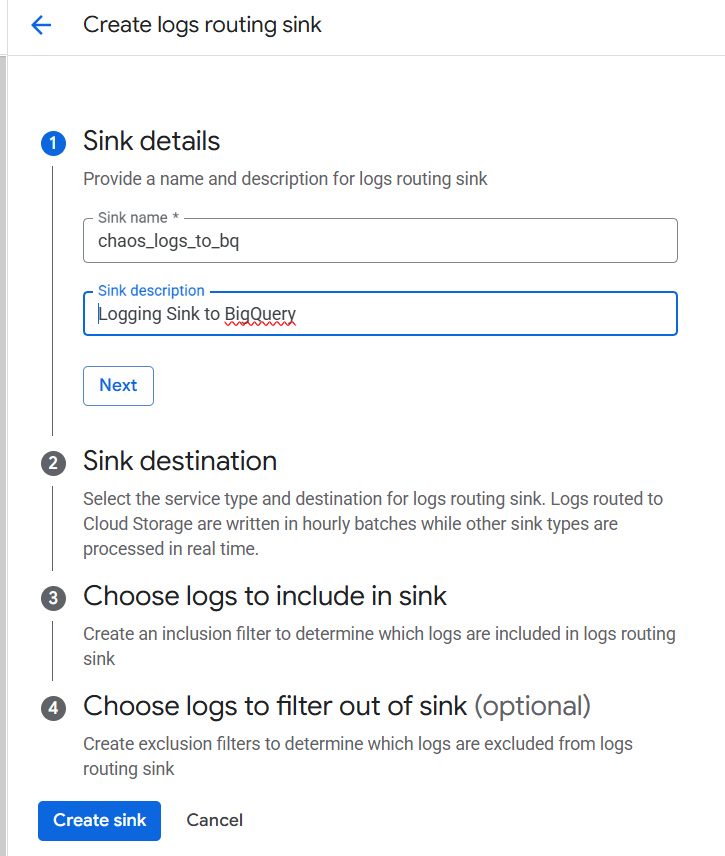 Create logs routing sink
1 Sink details
Provide a name and description for logs routing sink
Sink name *
chaos_logs_to_bq
Sink description
Logging Sink to BigQuery
Next
2 Sink destination
Select the service type and destination for logs routing sink. Logs routed to
Cloud Storage are written in hourly batches while other sink types are
processed in real time.
3 Choose logs to include in sink
Create an inclusion filter to determine which logs are included in logs routing
sink
4 Choose logs to filter out of sink (optional)
Create exclusion filters to determine which logs are excluded from logs
routing sink
Create sink Cancel